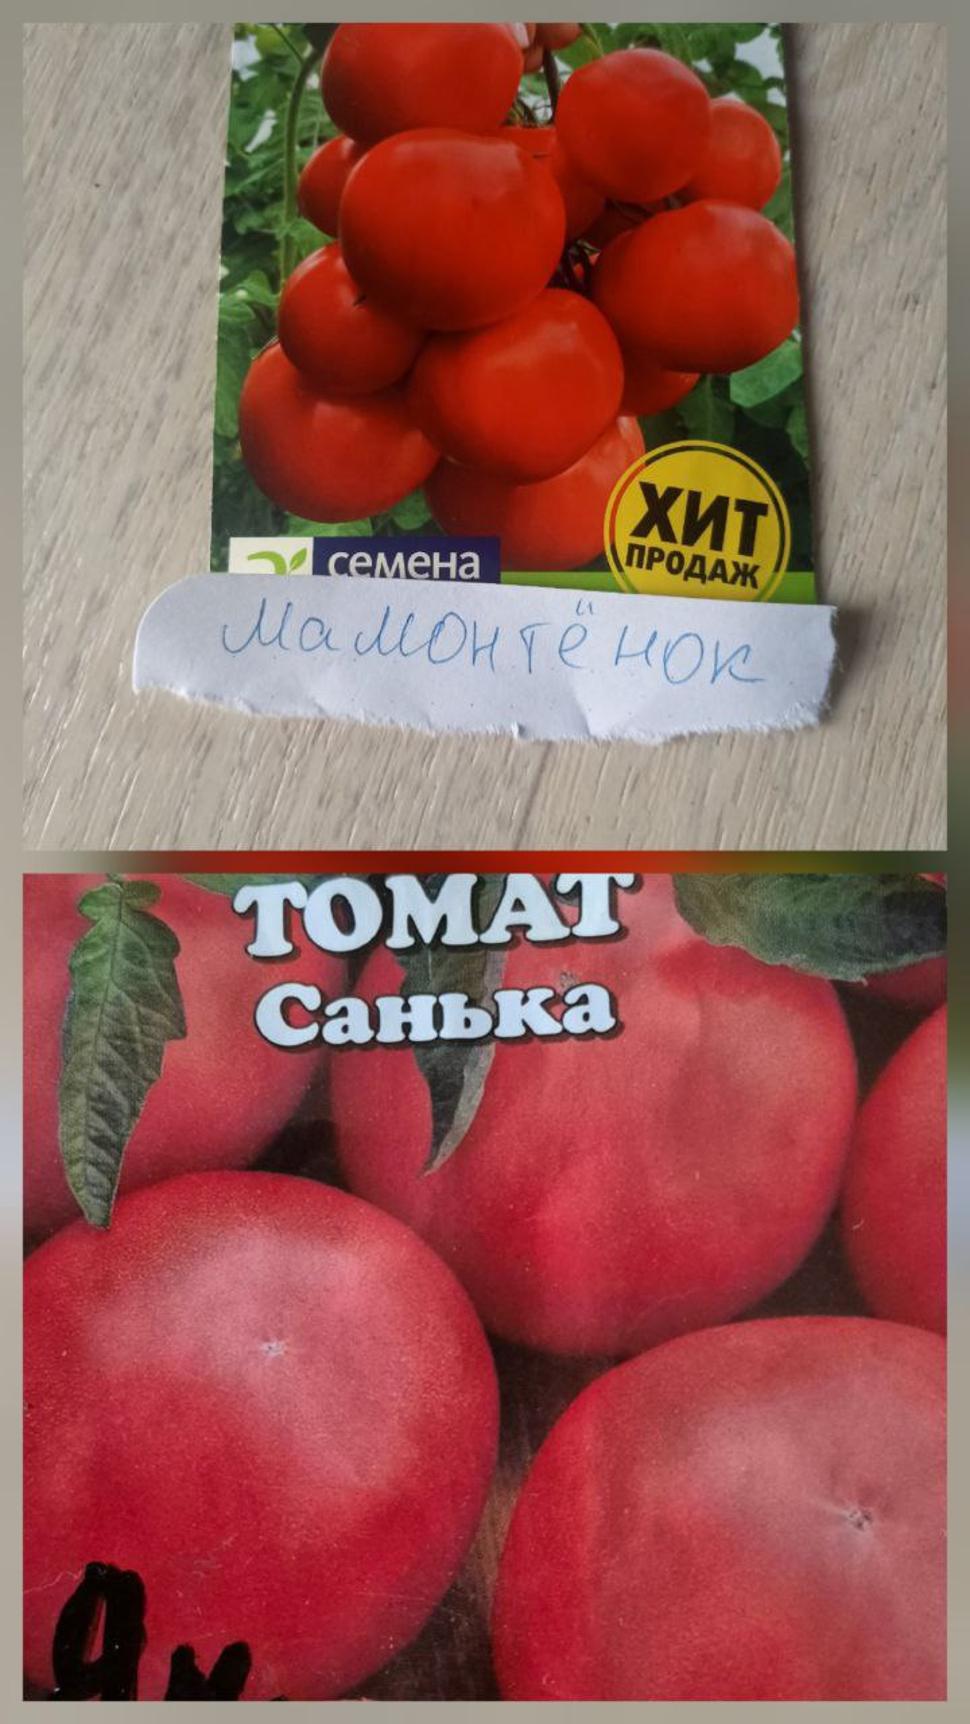 ХИТ
ПРОДАЖ
семена
Мамонтёнок
ТОМАТ
Санька